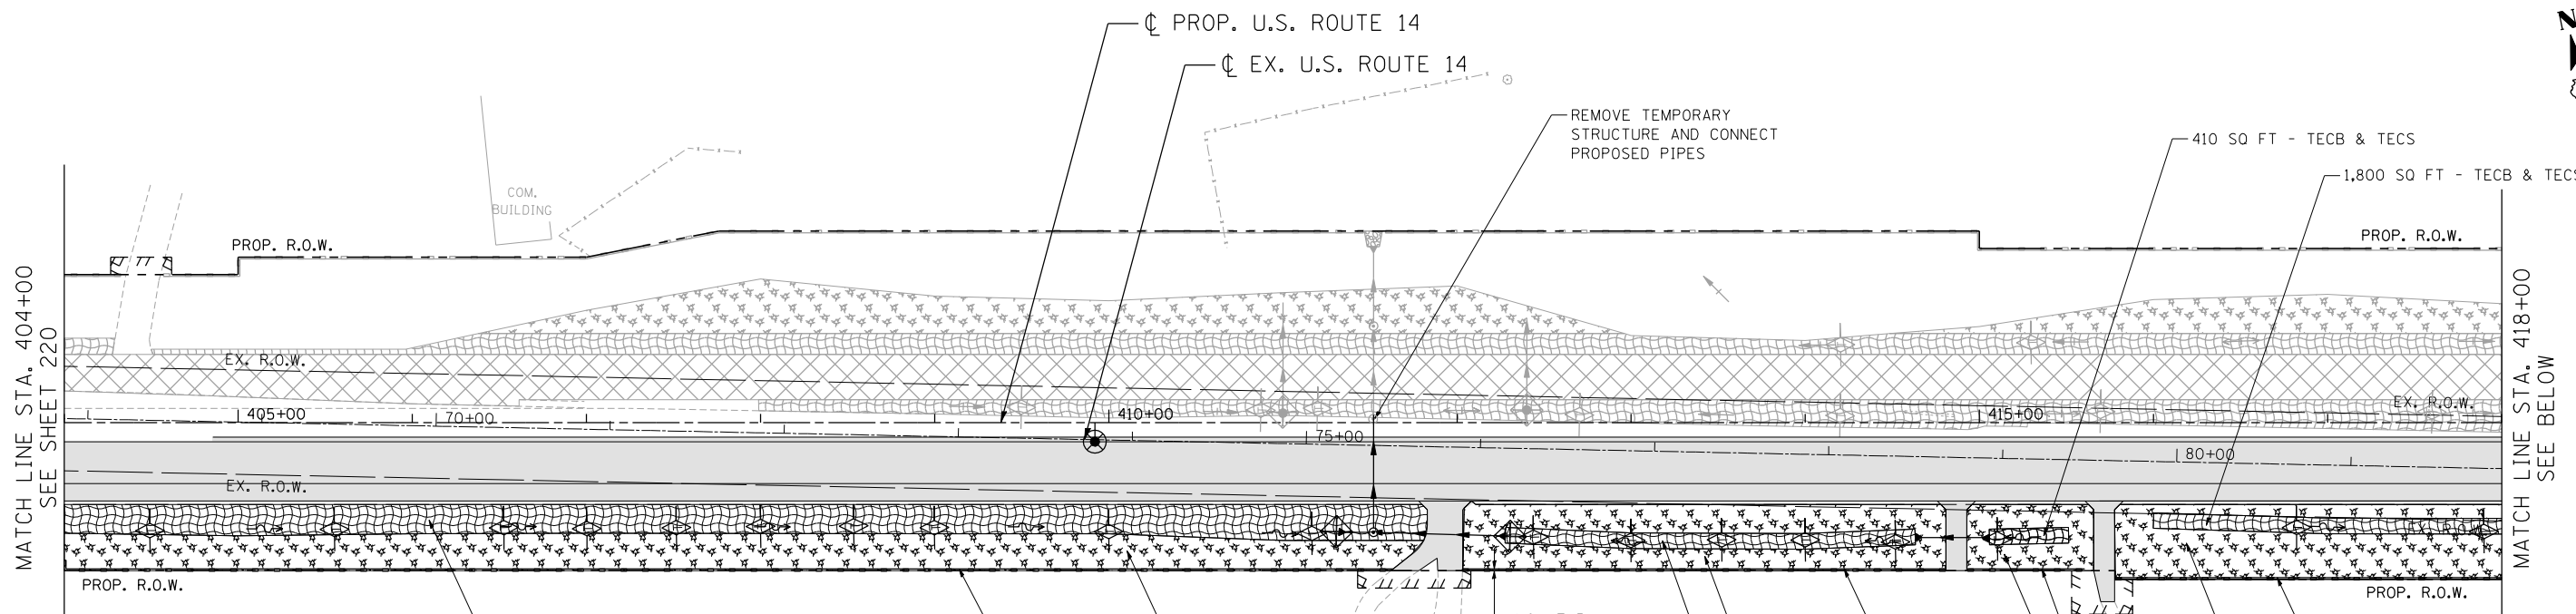 ℄ PROP. U.S. ROUTE 14
℄ EX. U.S. ROUTE 14
N
REMOVE TEMPORARY
STRUCTURE AND CONNECT
PROPOSED PIPES
410 SQ FT - TECB & TECS
1,800 SQ FT - TECB & TECS
COM.
BUILDING
PROP. R.O.W.
PROP. R.O.W.
MATCH LINE STA. 404+00
SEE SHEET 220
EX. R.O.W.
EX. R.O.W.
405+00
70+00
410+00
415+00
75+00
80+00
EX. R.O.W.
MATCH LINE STA. 418+00
SEE BELOW
PROP. R.O.W.
PROP. R.O.W.